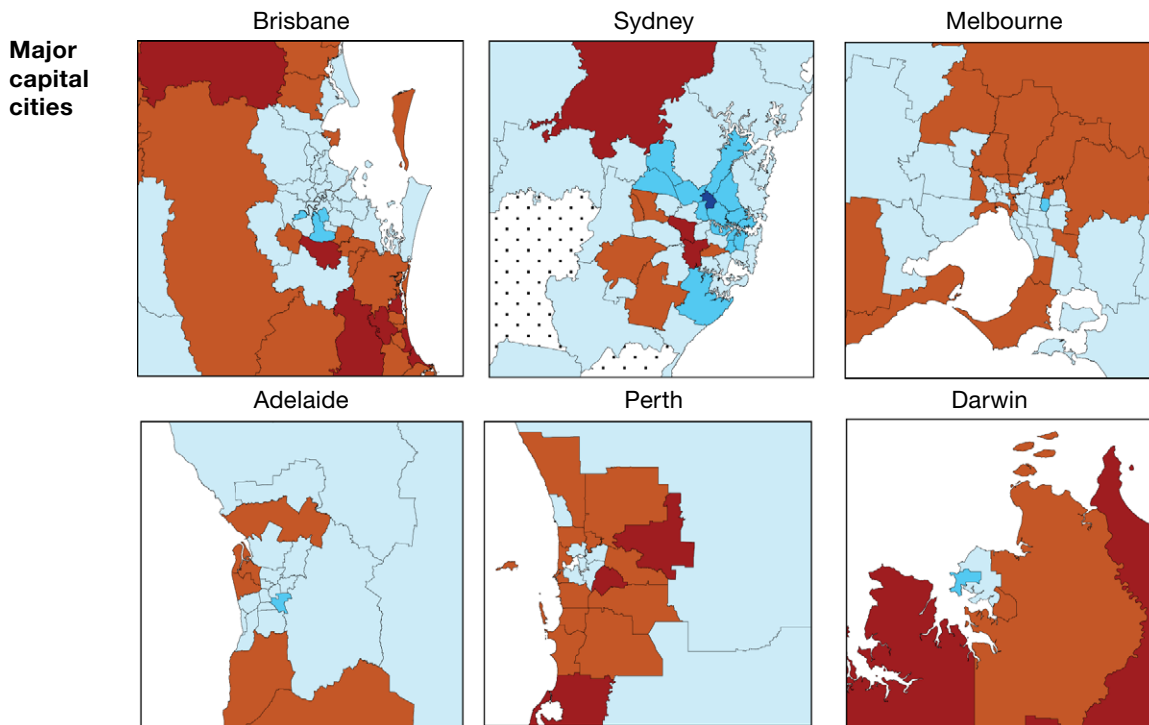 Major
capital
cities
Brisbane
Sydney
Melbourne
Adelaide
Perth
Darwin